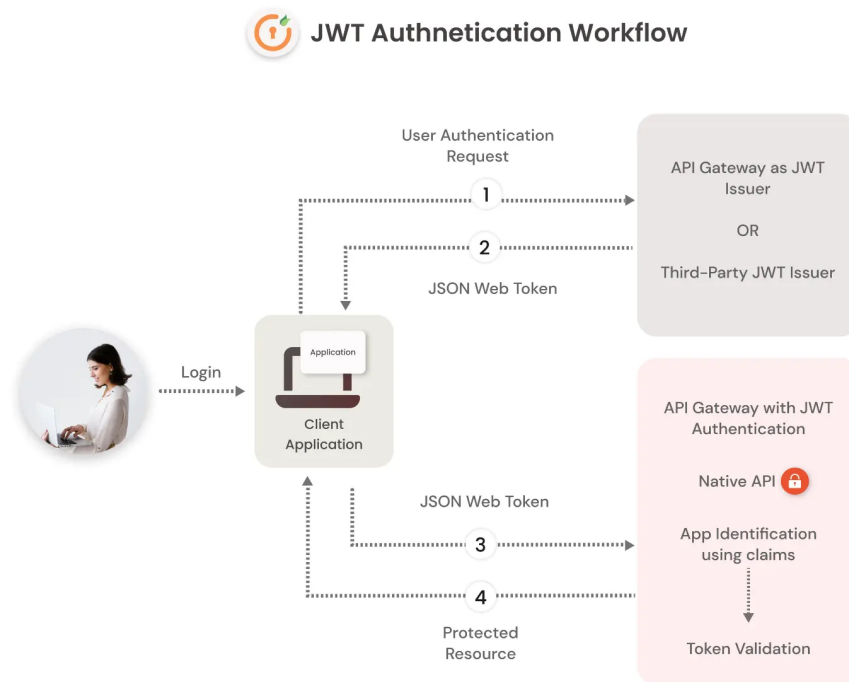 JWT Authnetication Workflow
User Authentication
Request
1
API Gateway as JWT
Issuer
OR
Third-Party JWT Issuer
2
JSON Web Token
Login
Application
Client
Application
API Gateway with JWT
Authentication
Native API
App Identification
using claims
Token Validation
JSON Web Token
3
4
Protected
Resource